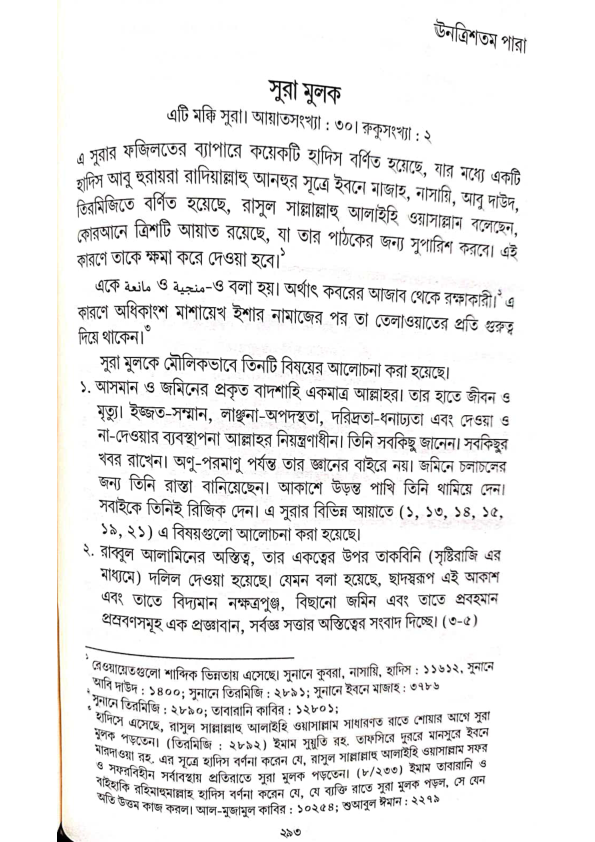 ঊনত্রিশতম পারা
সুরা মুলক
এটি মক্কি সুরা। আয়াতসংখ্যা : ৩০। রুকুসংখ্যা : ২
এ সুরার ফজিলতের ব্যাপারে কয়েকটি হাদিস বর্ণিত হয়েছে, যার মধ্যে একটি
হাদিস আবু হুরায়রা রাদিয়াল্লাহু আনহুর সূত্রে ইবনে মাজাহ, নাসায়ি, আবু দাউদ,
তিরমিজিতে বর্ণিত হয়েছে, রাসুল সাল্লাল্লাহু আলাইহি ওয়াসাল্লাম বলেছেন,
কোরআনে ত্রিশটি আয়াত রয়েছে, যা তার পাঠকের জন্য সুপারিশ করবে। এই
কারণে তাকে ক্ষমা করে দেওয়া হবে।১
একে مانعة ও منجية-ও বলা হয়। অর্থাৎ কবরের আজাব থেকে রক্ষাকারী।২ এ
কারণে অধিকাংশ মাশায়েখ ইশার নামাজের পর তা তেলাওয়াতের প্রতি গুরুত্ব
দিয়ে থাকেন।৩
সুরা মুলকে মৌলিকভাবে তিনটি বিষয়ের আলোচনা করা হয়েছে।
১. আসমান ও জমিনের প্রকৃত বাদশাহি একমাত্র আল্লাহর। তার হাতে জীবন ও
মৃত্যু। ইজ্জত-সম্মান, লাঞ্ছনা-অপদস্থতা, দরিদ্রতা-ধনাঢ্যতা এবং দেওয়া ও
না-দেওয়ার ব্যবস্থাপনা আল্লাহর নিয়ন্ত্রণাধীন। তিনি সবকিছু জানেন। সবকিছুর
খবর রাখেন। অণু-পরমাণু পর্যন্ত তার জ্ঞানের বাইরে নয়। জমিনে চলাচলের
জন্য তিনি রাস্তা বানিয়েছেন। আকাশে উড়ন্ত পাখি তিনি থামিয়ে দেন।
সবাইকে তিনিই রিজিক দেন। এ সুরার বিভিন্ন আয়াতে (১, ১৩, ১৪, ১৫,
১৯, ২১) এ বিষয়গুলো আলোচনা করা হয়েছে।
২. রাব্বুল আলামিনের অস্তিত্ব, তার একত্বের উপর তাকবিনি (সৃষ্টিরাজি এর
মাধ্যমে) দলিল দেওয়া হয়েছে। যেমন বলা হয়েছে, ছাদস্বরূপ এই আকাশ
এবং তাতে বিদ্যমান নক্ষত্রপুঞ্জ, বিছানো জমিন এবং তাতে প্রবহমান
প্রস্রবণসমূহ এক প্রজ্ঞাবান, সর্বজ্ঞ সত্তার অস্তিত্বের সংবাদ দিচ্ছে। (৩-৫)
১ রেওয়ায়েতগুলো শাব্দিক ভিন্নতায় এসেছে। সুনানে কুবরা, নাসায়ি, হাদিস : ১১৬১২, সুনানে
আবি দাউদ : ১৪০০; সুনানে তিরমিজি : ২৮৯১; সুনানে ইবনে মাজাহ : ৩৭৮৬
২ সুনানে তিরমিজি : ২৮৯০; তাবারানি কাবির : ১২৮০১;
৩ হাদিসে এসেছে, রাসুল সাল্লাল্লাহু আলাইহি ওয়াসাল্লাম সাধারণত রাতে শোয়ার আগে সুরা
মুলক পড়তেন। (তিরমিজি : ২৮৯২) ইমাম সুয়ুতি রহ. তাফসিরে দুররে মানসুরে ইবনে
মারদাওয়া রহ. এর সূত্রে হাদিস বর্ণনা করেন যে, রাসুল সাল্লাল্লাহু আলাইহি ওয়াসাল্লাম সফর
ও সফরবিহীন সর্বাবস্থায় প্রতিরাতে সুরা মুলক পড়তেন। (৮/২৩৩) ইমাম তাবারানি ও
বাইহাকি রহিমাহুমাল্লাহ হাদিস বর্ণনা করেন যে, যে ব্যক্তি রাতে সুরা মুলক পড়ল, সে যেন
অতি উত্তম কাজ করল। আল-মুজামুল কাবির : ১০২৫৪; শুআবুল ঈমান : ২২৭৯
২৯৩